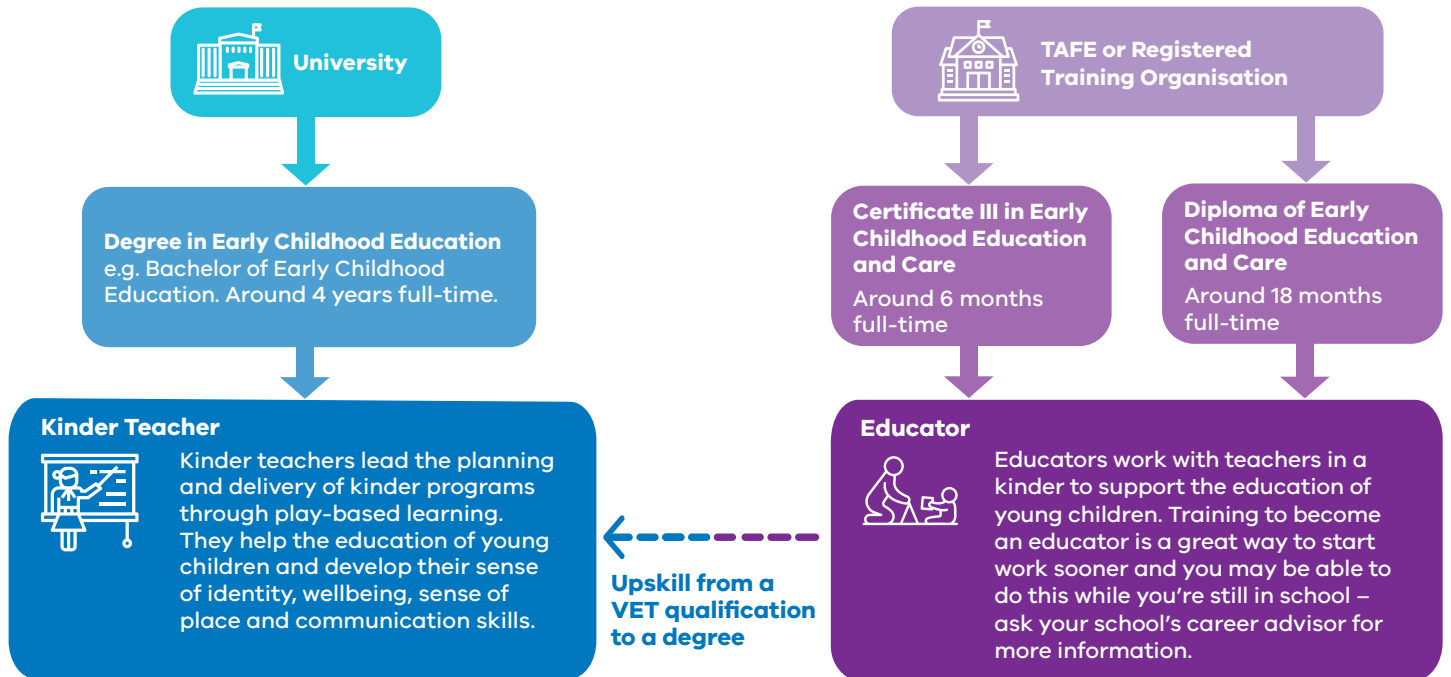 University
Degree in Early Childhood Education
e.g. Bachelor of Early Childhood
Education. Around 4 years full-time.
Kinder Teacher
Kinder teachers lead the planning
and delivery of kinder programs
through play-based learning.
They help the education of young
children and develop their sense
of identity, wellbeing, sense of
place and communication skills.
Upskill from a
VET qualification
to a degree
TAFE or Registered
Training Organisation
Certificate III in Early
Childhood Education
and Care
Around 6 months
full-time
Diploma of Early
Childhood Education
and Care
Around 18 months
full-time
Educator
Educators work with teachers in a
kinder to support the education of
young children. Training to become
an educator is a great way to start
work sooner and you may be able to
do this while you’re still in school –
ask your school’s career advisor for
more information.